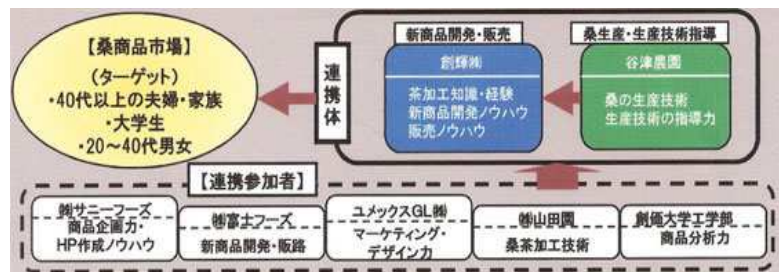 【桑商品市場】
(ターゲット)
・40代以上の夫婦・家族
・大学生
・20～40代男女
連携体
新商品開発・販売
創輝㈱
茶加工知識・経験
新商品開発ノウハウ
販売ノウハウ
桑生産・生産技術指導
谷津農園
桑の生産技術
生産技術の指導力
【連携参加者】
㈱サニーフーズ
商品企画力・
HP作成ノウハウ
㈱富士フーズ
新商品開発・販路
ユメックスGL㈱
マーケティング・
デザイン力
㈱山田園
桑茶加工技術
創価大学工学部
商品分析力